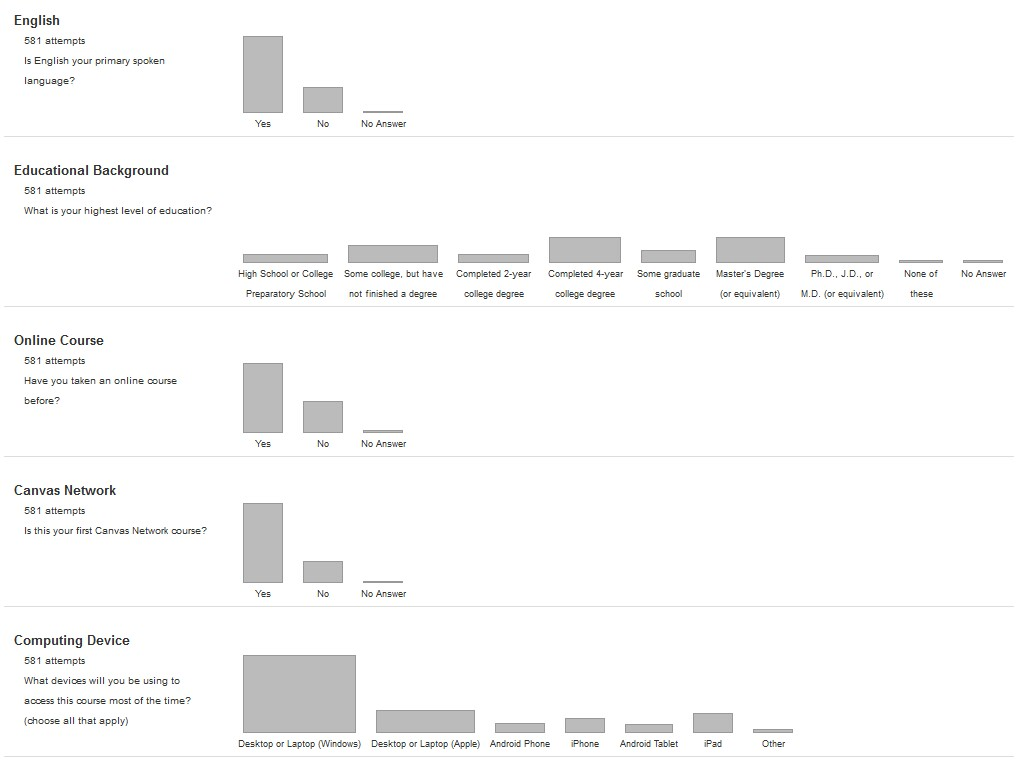 English
581 attempts
Is English your primary spoken
language?
Yes No No Answer
Educational Background
581 attempts
What is your highest level of education?
High School or College Some college, but have Completed 2-year Completed 4-year Some graduate Master's Degree Ph.D., J.D., or None of No Answer
Preparatory School not finished a degree college degree college degree school (or equivalent) M.D. (or equivalent) these
Online Course
581 attempts
Have you taken an online course
before?
Yes No No Answer
Canvas Network
581 attempts
Is this your first Canvas Network course?
Yes No No Answer
Computing Device
581 attempts
What devices will you be using to
access this course most of the time?
(choose all that apply)
Desktop or Laptop (Windows) Desktop or Laptop (Apple) Android Phone iPhone Android Tablet iPad Other